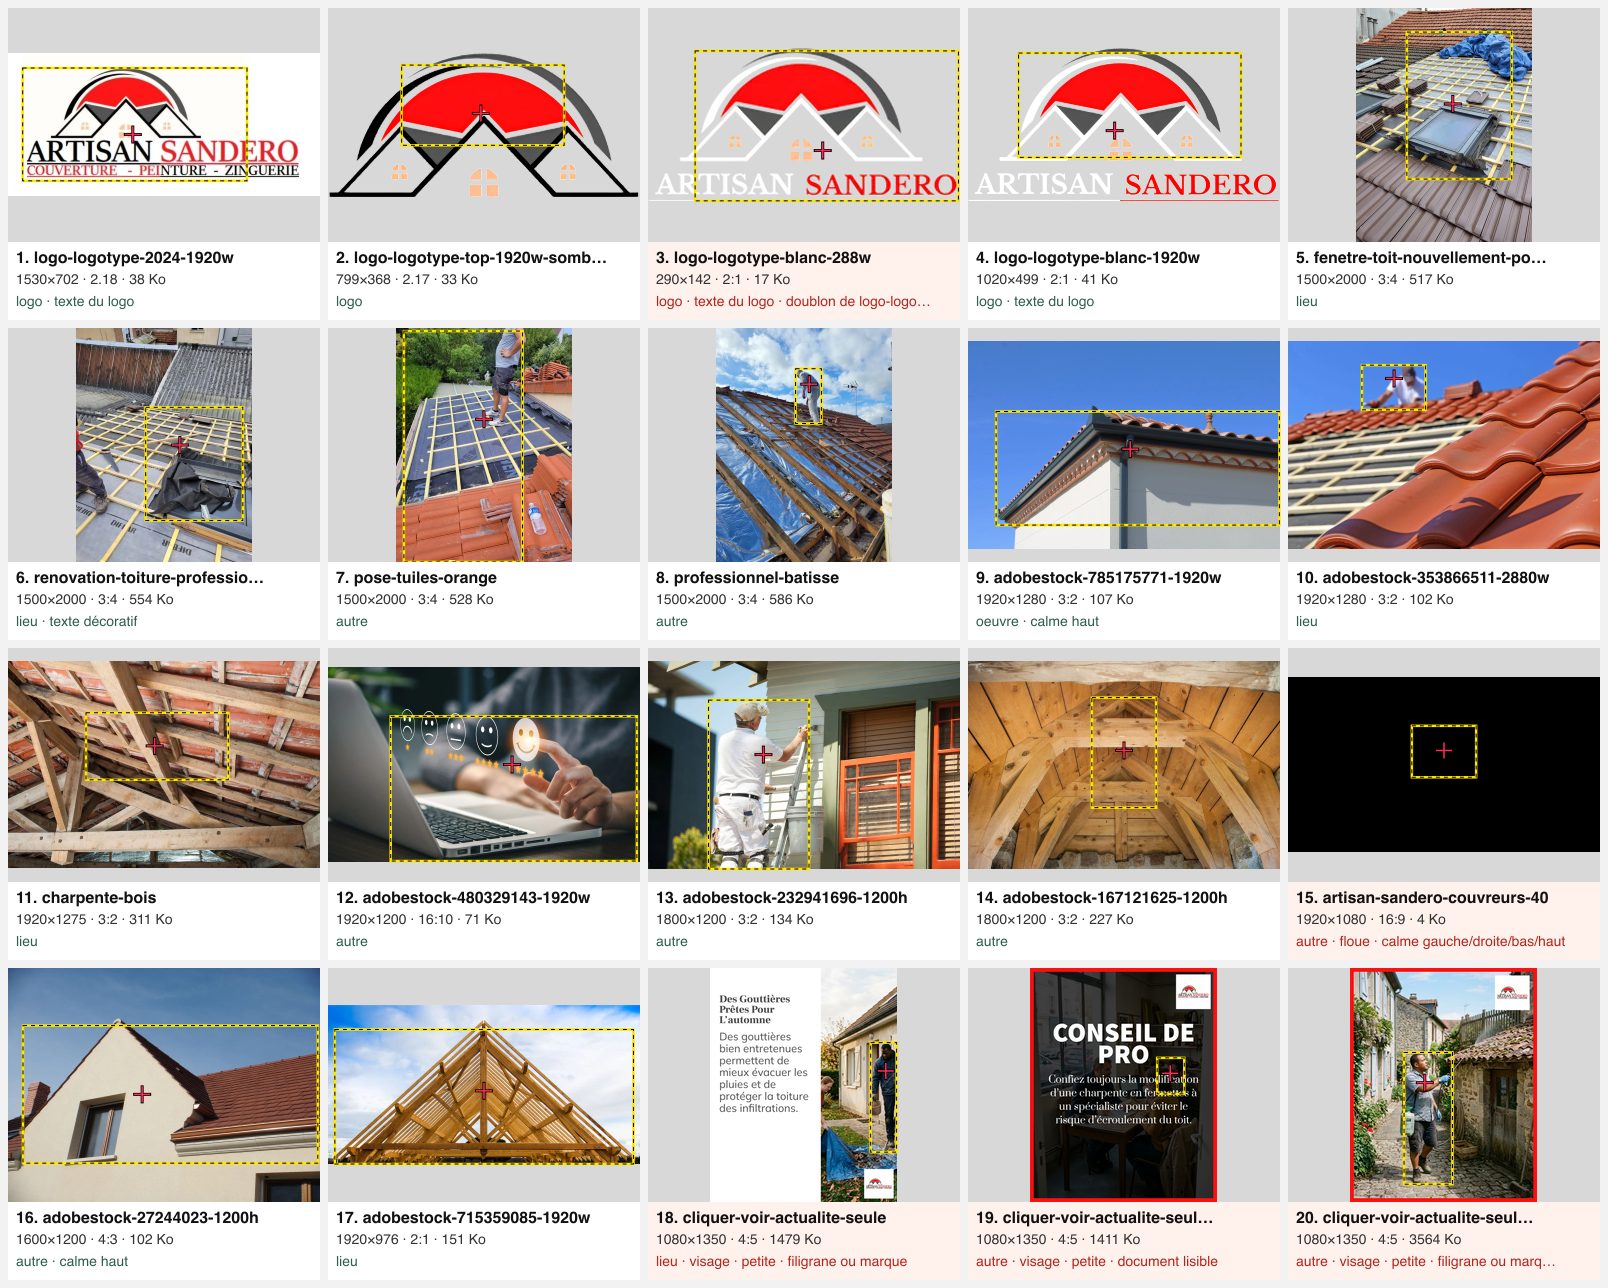 ARTISAN SANDERO
COUVERTURE - PEINTURE - ZINGUERIE
1. logo-logotype-2024-1920w
1530×702 · 2.18 · 38 Ko
logo · texte du logo
2. logo-logotype-top-1920w-somb…
799×368 · 2.17 · 33 Ko
logo
ARTISAN SANDERO
3. logo-logotype-blanc-288w
290×142 · 2:1 · 17 Ko
logo · texte du logo · doublon de logo-logo…
ARTISAN SANDERO
4. logo-logotype-blanc-1920w
1020×499 · 2:1 · 41 Ko
logo · texte du logo
5. fenetre-toit-nouvellement-po…
1500×2000 · 3:4 · 517 Ko
lieu
6. renovation-toiture-professio…
1500×2000 · 3:4 · 554 Ko
lieu · texte décoratif
7. pose-tuiles-orange
1500×2000 · 3:4 · 528 Ko
autre
8. professionnel-batisse
1500×2000 · 3:4 · 586 Ko
autre
9. adobestock-785175771-1920w
1920×1280 · 3:2 · 107 Ko
oeuvre · calme haut
10. adobestock-353866511-2880w
1920×1280 · 3:2 · 102 Ko
lieu
11. charpente-bois
1920×1275 · 3:2 · 311 Ko
lieu
12. adobestock-480329143-1920w
1920×1200 · 16:10 · 71 Ko
autre
13. adobestock-232941696-1200h
1800×1200 · 3:2 · 134 Ko
autre
14. adobestock-167121625-1200h
1800×1200 · 3:2 · 227 Ko
autre
15. artisan-sandero-couvreurs-40
1920×1080 · 16:9 · 4 Ko
autre · floue · calme gauche/droite/bas/haut
16. adobestock-27244023-1200h
1600×1200 · 4:3 · 102 Ko
autre · calme haut
17. adobestock-715359085-1920w
1920×976 · 2:1 · 151 Ko
lieu
Des Gouttières
Prêtes Pour
L'automne
Des gouttières
bien entretenues
permettent de
mieux évacuer les
pluies et de
protéger la toiture
des infiltrations.
18. cliquer-voir-actualite-seule
1080×1350 · 4:5 · 1479 Ko
lieu · visage · petite · filigrane ou marque
CONSEIL DE
PRO
Confiez toujours la modification
d'une charpente en fermettes à
un spécialiste pour éviter le
risque d'écroulement du toit.
19. cliquer-voir-actualite-seul…
1080×1350 · 4:5 · 1411 Ko
autre · visage · petite · document lisible
20. cliquer-voir-actualite-seul…
1080×1350 · 4:5 · 3564 Ko
autre · visage · petite · filigrane ou marq…